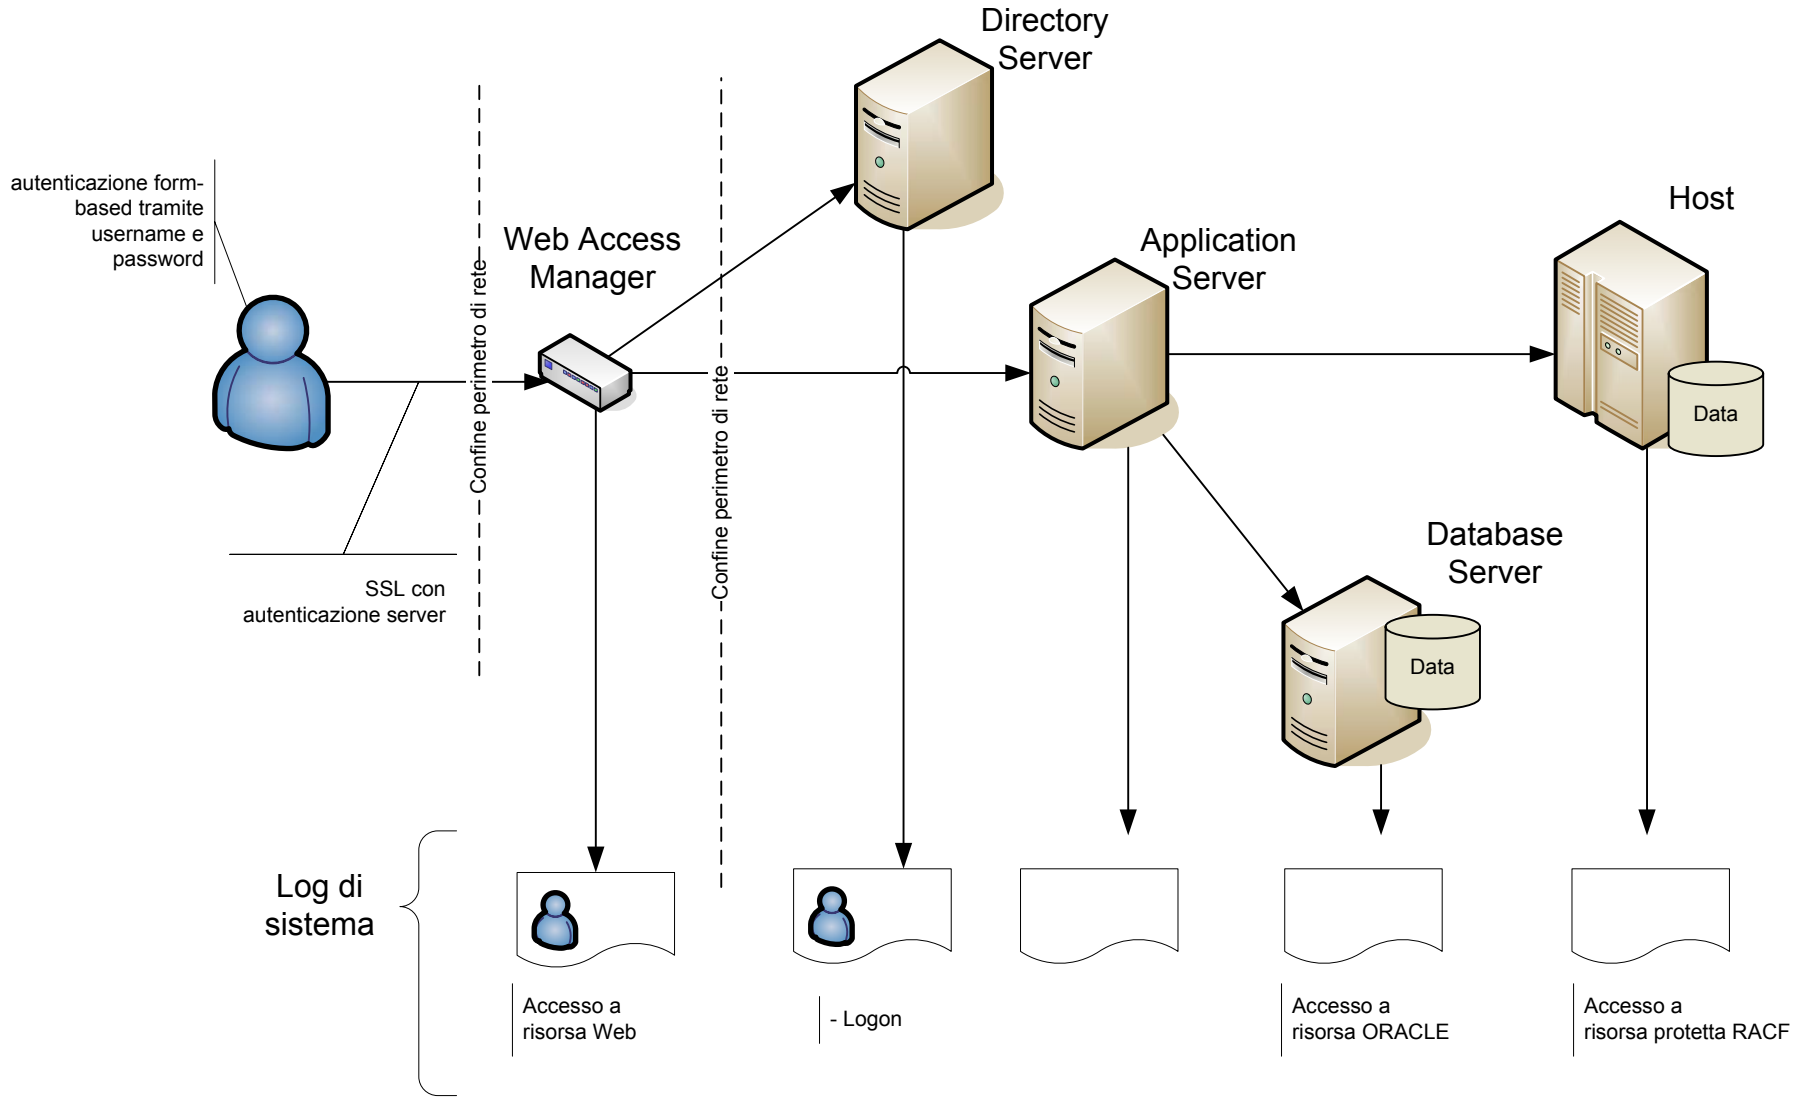 Directory
Server
autenticazione form-
based tramite
username e
password
Confine perimetro di rete
Web Access
Manager
Confine perimetro di rete
Application
Server
Host
Data
SSL con
autenticazione server
Database
Server
Data
Log di
sistema
Accesso a
risorsa Web
- Logon
Accesso a
risorsa ORACLE
Accesso a
risorsa protetta RACF